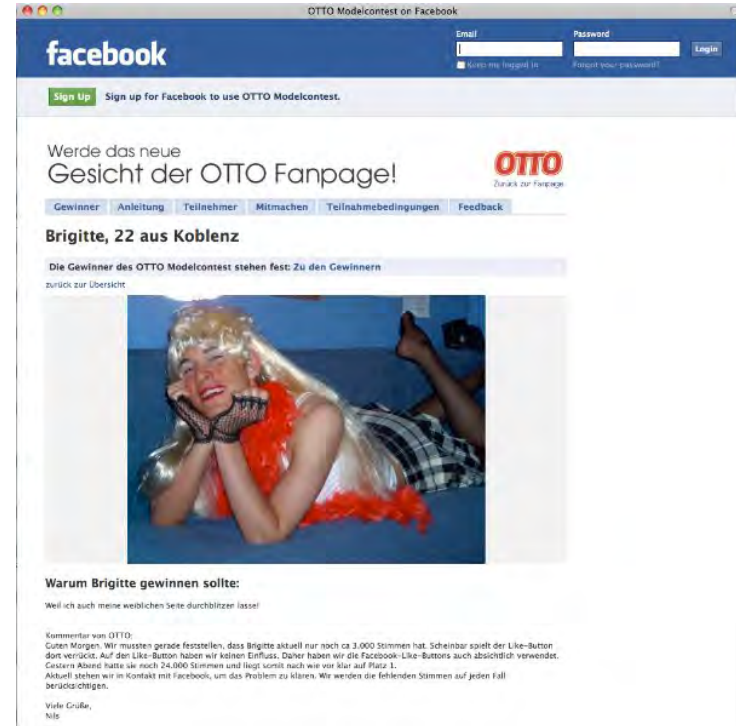 OTTO Modelcontest on Facebook
facebook
Email
Password
Keep me logged in
Forgot your password?
Login
Sign Up Sign up for Facebook to use OTTO Modelcontest.
Werde das neue
Gesicht der OTTO Fanpage!
OTTO
Zurück zur Fanpage
Gewinner Anleitung Teilnehmer Mitmachen Teilnahmebedingungen Feedback
Brigitte, 22 aus Koblenz
Die Gewinner des OTTO Modelcontest stehen fest: Zu den Gewinnern
zurück zur Übersicht
Warum Brigitte gewinnen sollte:
Weil ich auch meine weiblichen Seite durchblitzen lasse!
Kommentar von OTTO:
Guten Morgen. Wir mussten gerade feststellen, dass Brigitte aktuell nur noch ca 3.000 Stimmen hat. Scheinbar spielt der Like-Button
dort verrückt. Auf den Like-Button haben wir keinen Einfluss. Daher haben wir die Facebook-Like-Buttons auch absichtlich verwendet.
Gestern Abend hatte sie noch 24.000 Stimmen und liegt somit nach wie vor klar auf Platz 1.
Aktuell stehen wir in Kontakt mit Facebook, um das Problem zu klären. Wir werden die fehlenden Stimmen auf jeden Fall
berücksichtigen.
Viele Grüße,
Nils